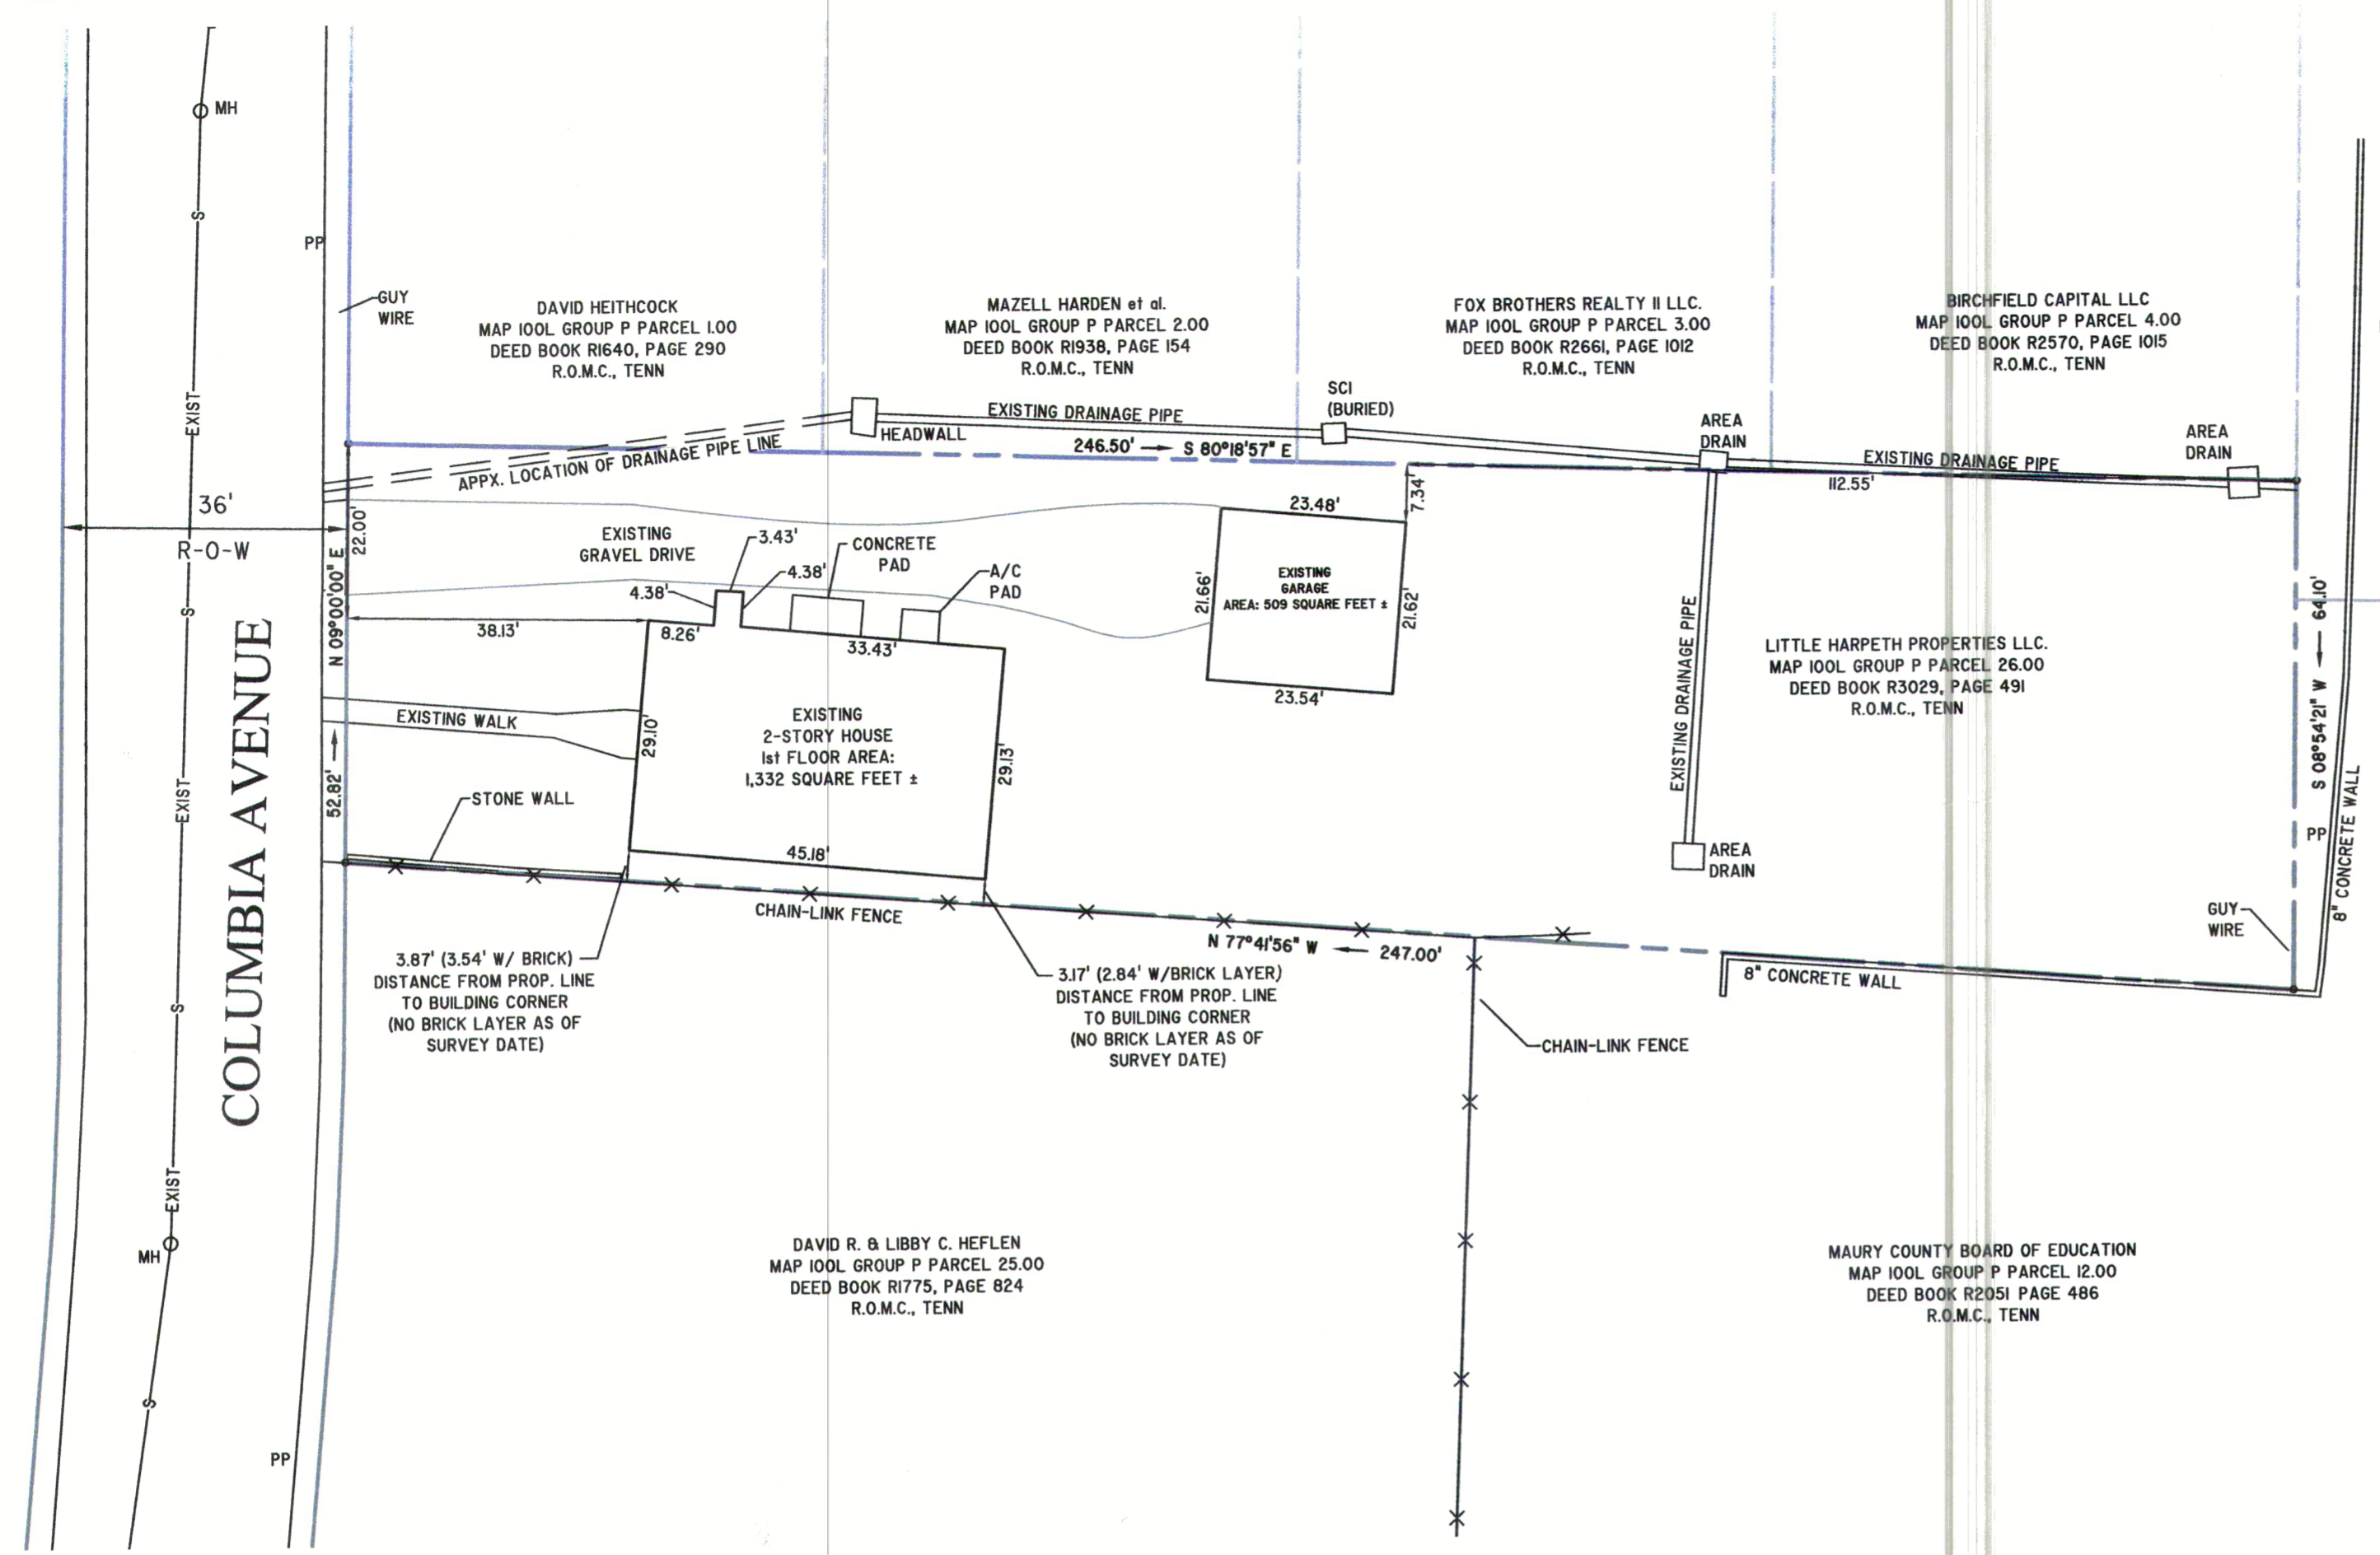 MH
S
EXIST
PP
GUY
WIRE
DAVID HEITHCOCK
MAP 100L GROUP P PARCEL 1.00
DEED BOOK R1640, PAGE 290
R.O.M.C., TENN
MAZELL HARDEN et al.
MAP 100L GROUP P PARCEL 2.00
DEED BOOK R1938, PAGE 154
R.O.M.C., TENN
FOX BROTHERS REALTY II LLC.
MAP 100L GROUP P PARCEL 3.00
DEED BOOK R2661, PAGE 1012
R.O.M.C., TENN
BIRCHFIELD CAPITAL LLC
MAP 100L GROUP P PARCEL 4.00
DEED BOOK R2570, PAGE 1015
R.O.M.C., TENN
SCI
(BURIED)
EXISTING DRAINAGE PIPE
HEADWALL
246.50' S 80°18'57" E
AREA
DRAIN
EXISTING DRAINAGE PIPE
112.55'
AREA
DRAIN
APPX. LOCATION OF DRAINAGE PIPE LINE
36'
R-O-W
22.00'
N 09°00'00" E
52.82'
EXISTING
GRAVEL DRIVE
3.43'
CONCRETE
PAD
4.38'
4.38'
A/C
PAD
38.13'
8.26'
33.43'
23.48'
7.34'
EXISTING
GARAGE
AREA: 509 SQUARE FEET ±
21.66'
21.62'
23.54'
EXISTING DRAINAGE PIPE
LITTLE HARPETH PROPERTIES LLC.
MAP 100L GROUP P PARCEL 26.00
DEED BOOK R3029, PAGE 491
R.O.M.C., TENN
S 08°54'21" W 64.10'
S
COLUMBIA AVENUE
EXISTING WALK
29.10'
EXISTING
2-STORY HOUSE
1st FLOOR AREA:
1,332 SQUARE FEET ±
29.13'
EXIST
STONE WALL
45.18'
AREA
DRAIN
PP
8" CONCRETE WALL
CHAIN-LINK FENCE
N 77°41'56" W 247.00'
GUY
WIRE
8" CONCRETE WALL
3.87' (3.54' W/ BRICK)
DISTANCE FROM PROP. LINE
TO BUILDING CORNER
(NO BRICK LAYER AS OF
SURVEY DATE)
3.17' (2.84' W/BRICK LAYER)
DISTANCE FROM PROP. LINE
TO BUILDING CORNER
(NO BRICK LAYER AS OF
SURVEY DATE)
CHAIN-LINK FENCE
S
EXIST
MH
S
PP
DAVID R. & LIBBY C. HEFLEN
MAP 100L GROUP P PARCEL 25.00
DEED BOOK R1775, PAGE 824
R.O.M.C., TENN
MAURY COUNTY BOARD OF EDUCATION
MAP 100L GROUP P PARCEL 12.00
DEED BOOK R2051 PAGE 486
R.O.M.C., TENN